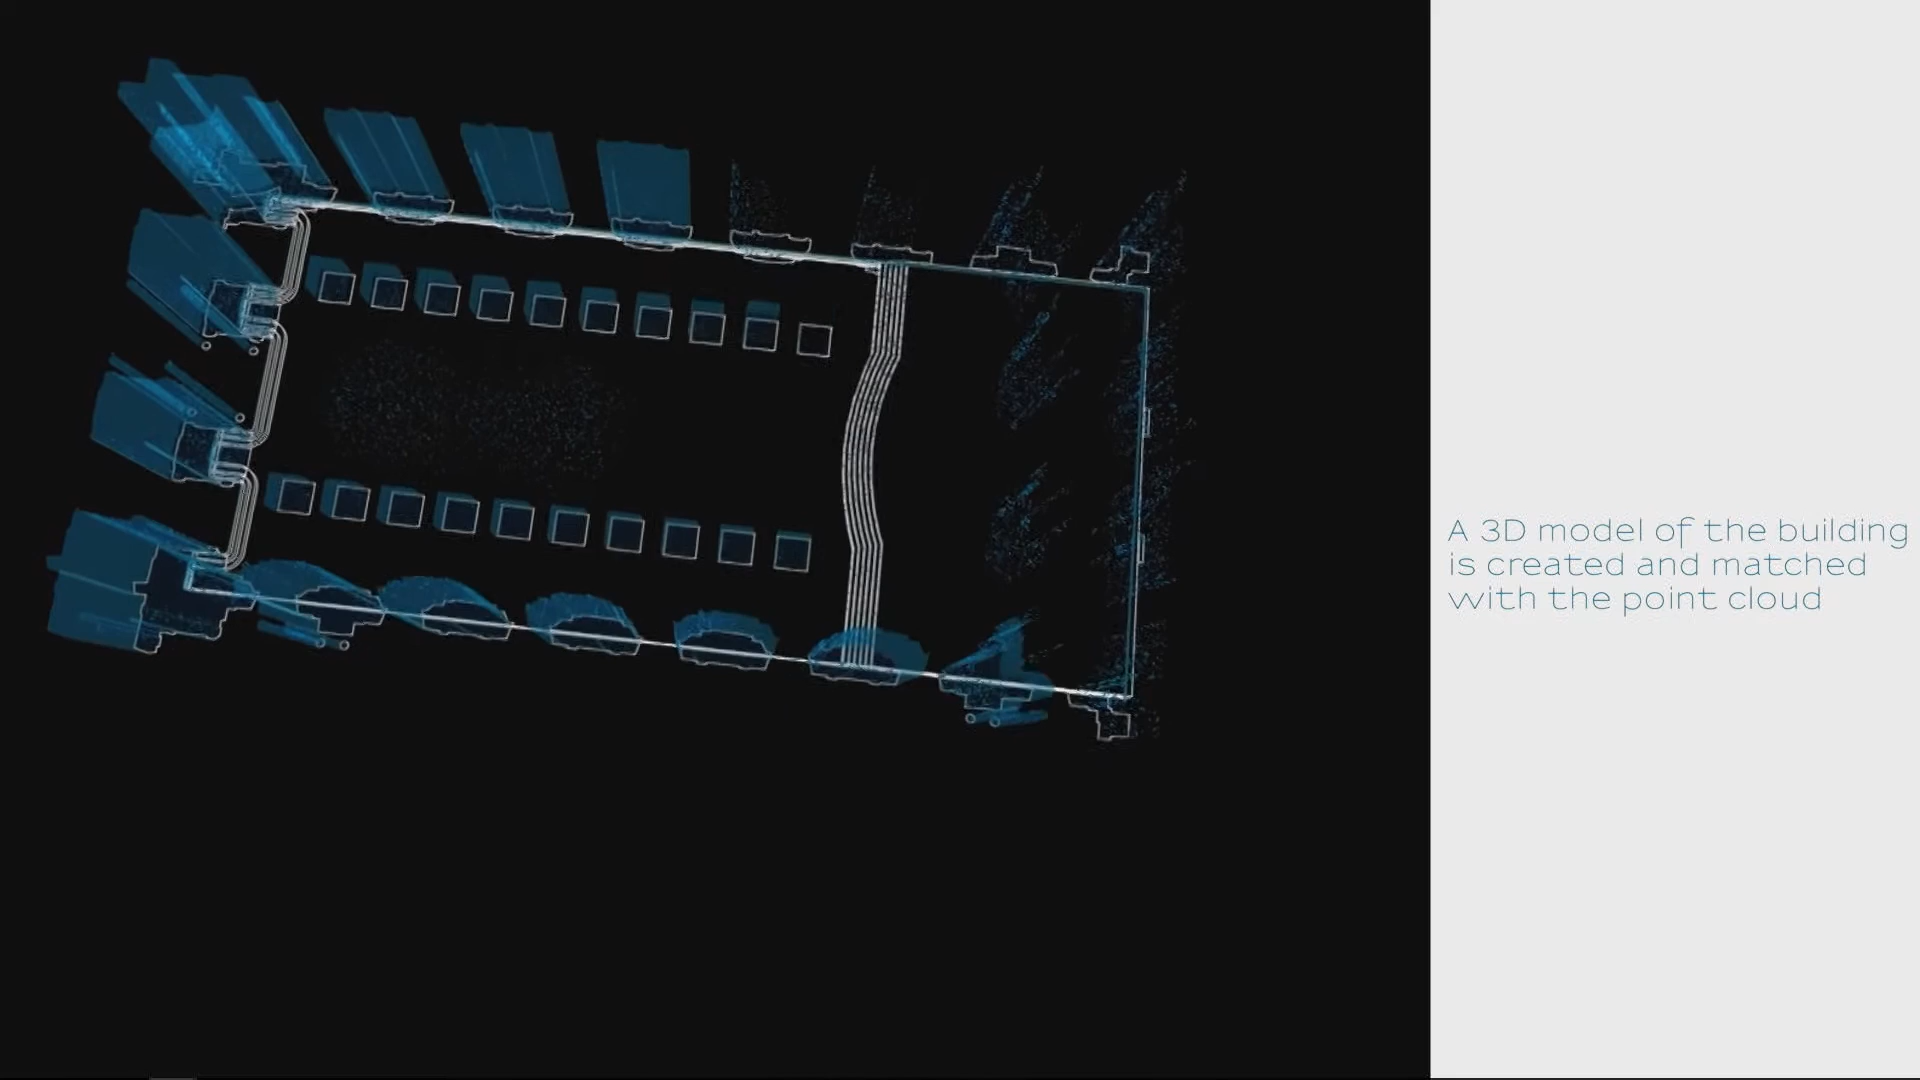 A 3D model of the building
is created and matched
with the point cloud